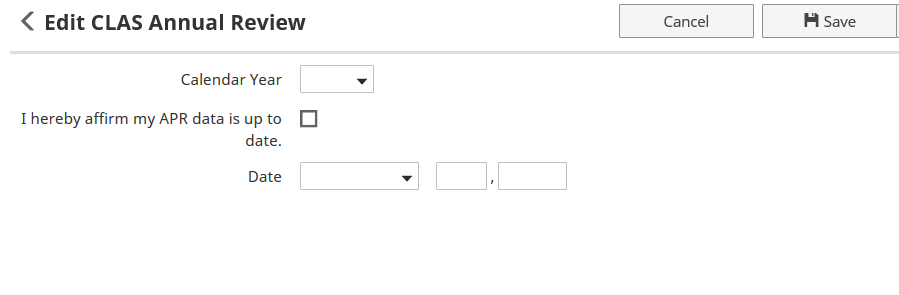 Edit CLAS Annual Review
Cancel
Save
Calendar Year
I hereby affirm my APR data is up to
date.
Date
,